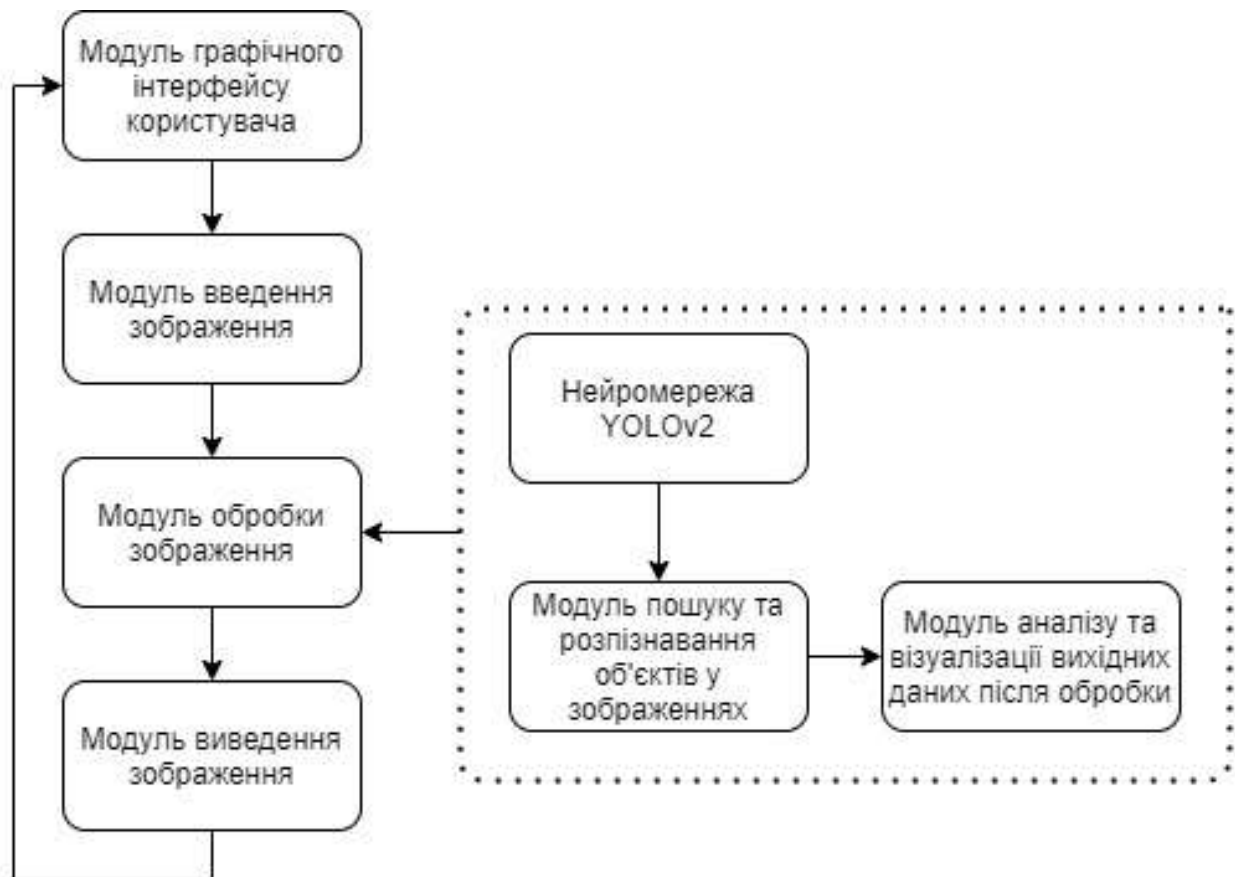 Модуль графічного
інтерфейсу
користувача
Модуль введення
зображення
Модуль обробки
зображення
Модуль виведення
зображення
Нейромережа
YOLOv2
Модуль пошуку та
розпізнавання
об'єктів у
зображеннях
Модуль аналізу та
візуалізації вихідних
даних після обробки